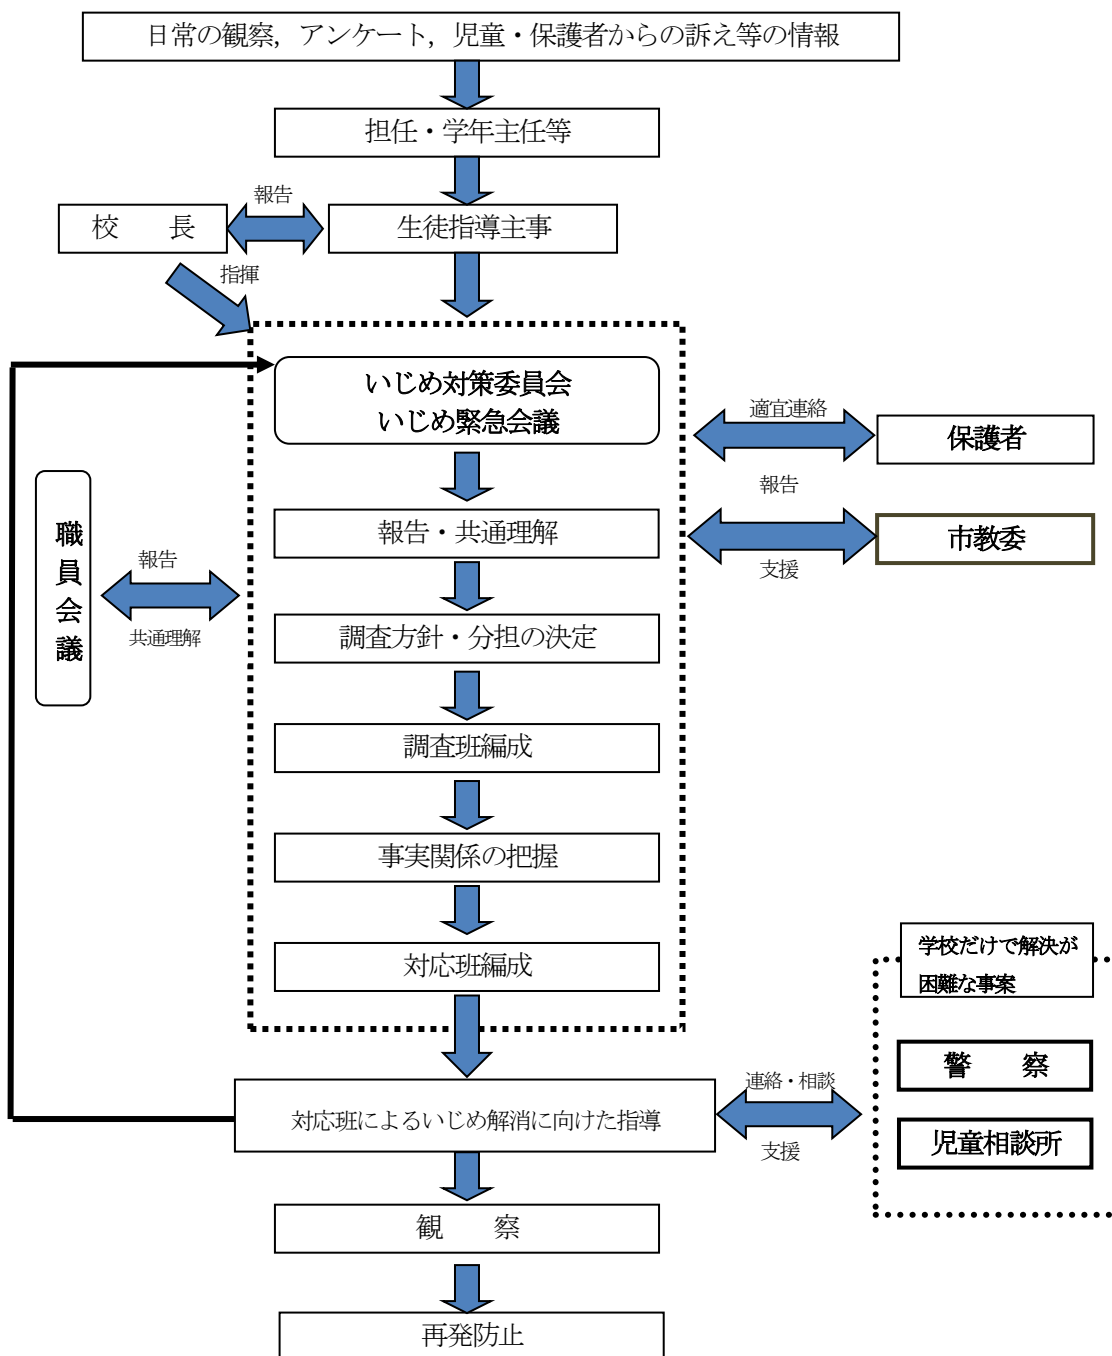 日常の観察，アンケート，児童・保護者からの訴え等の情報
担任・学年主任等
報告
校　　長
生徒指導主事
指揮
いじめ対策委員会
いじめ緊急会議
適宜連絡
保護者
報告
市教委
支援
職員会議
報告
共通理解
報告・共通理解
調査方針・分担の決定
調査班編成
事実関係の把握
対応班編成
学校だけで解決が
困難な事案
警　　察
児童相談所
連絡・相談
支援
対応班によるいじめ解消に向けた指導
観　　察
再発防止